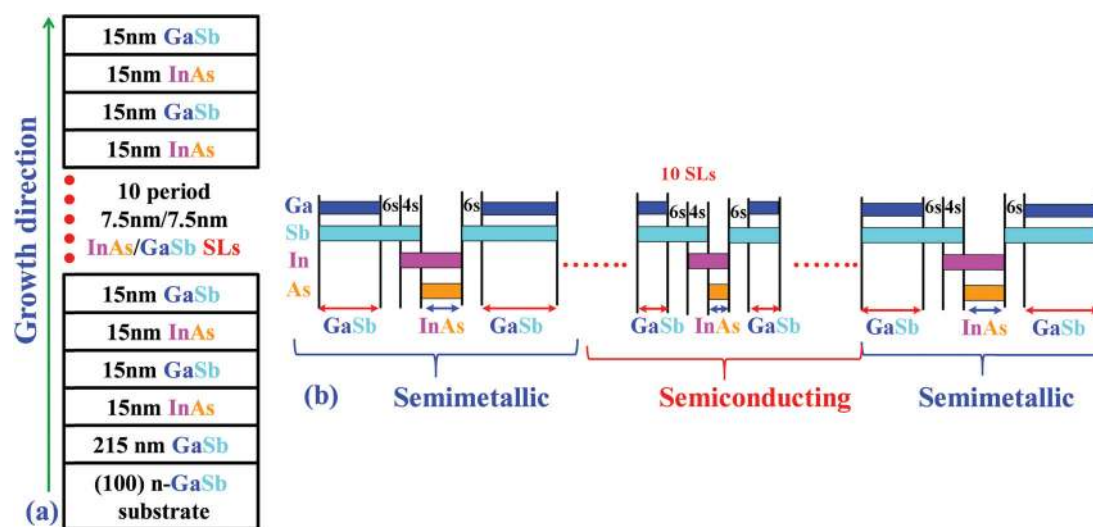 Growth direction
15nm GaSb
15nm InAs
15nm GaSb
15nm InAs
10 period
7.5nm/7.5nm
InAs/GaSb SLs
15nm GaSb
15nm InAs
15nm GaSb
15nm InAs
215 nm GaSb
(100) n-GaSb
substrate
(a)
10 SLs
Ga 6s 4s 6s 6s 4s 6s 6s 4s
Sb
In
As
GaSb InAs GaSb GaSb InAs GaSb GaSb InAs GaSb
(b) Semimetallic Semiconducting Semimetallic